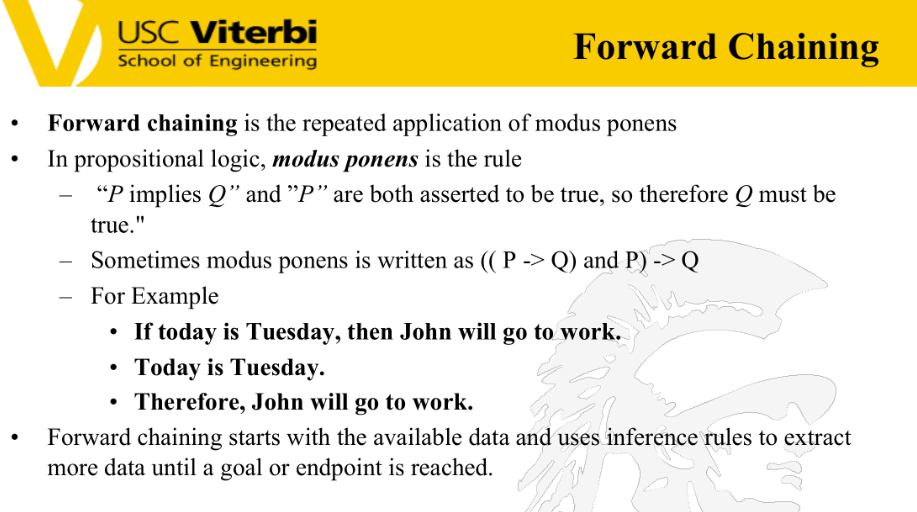 USC Viterbi
School of Engineering
Forward Chaining
• Forward chaining is the repeated application of modus ponens
• In propositional logic, modus ponens is the rule
– “P implies Q” and ”P” are both asserted to be true, so therefore Q must be
true."
– Sometimes modus ponens is written as (( P -> Q) and P) -> Q
– For Example
• If today is Tuesday, then John will go to work.
• Today is Tuesday.
• Therefore, John will go to work.
• Forward chaining starts with the available data and uses inference rules to extract
more data until a goal or endpoint is reached.